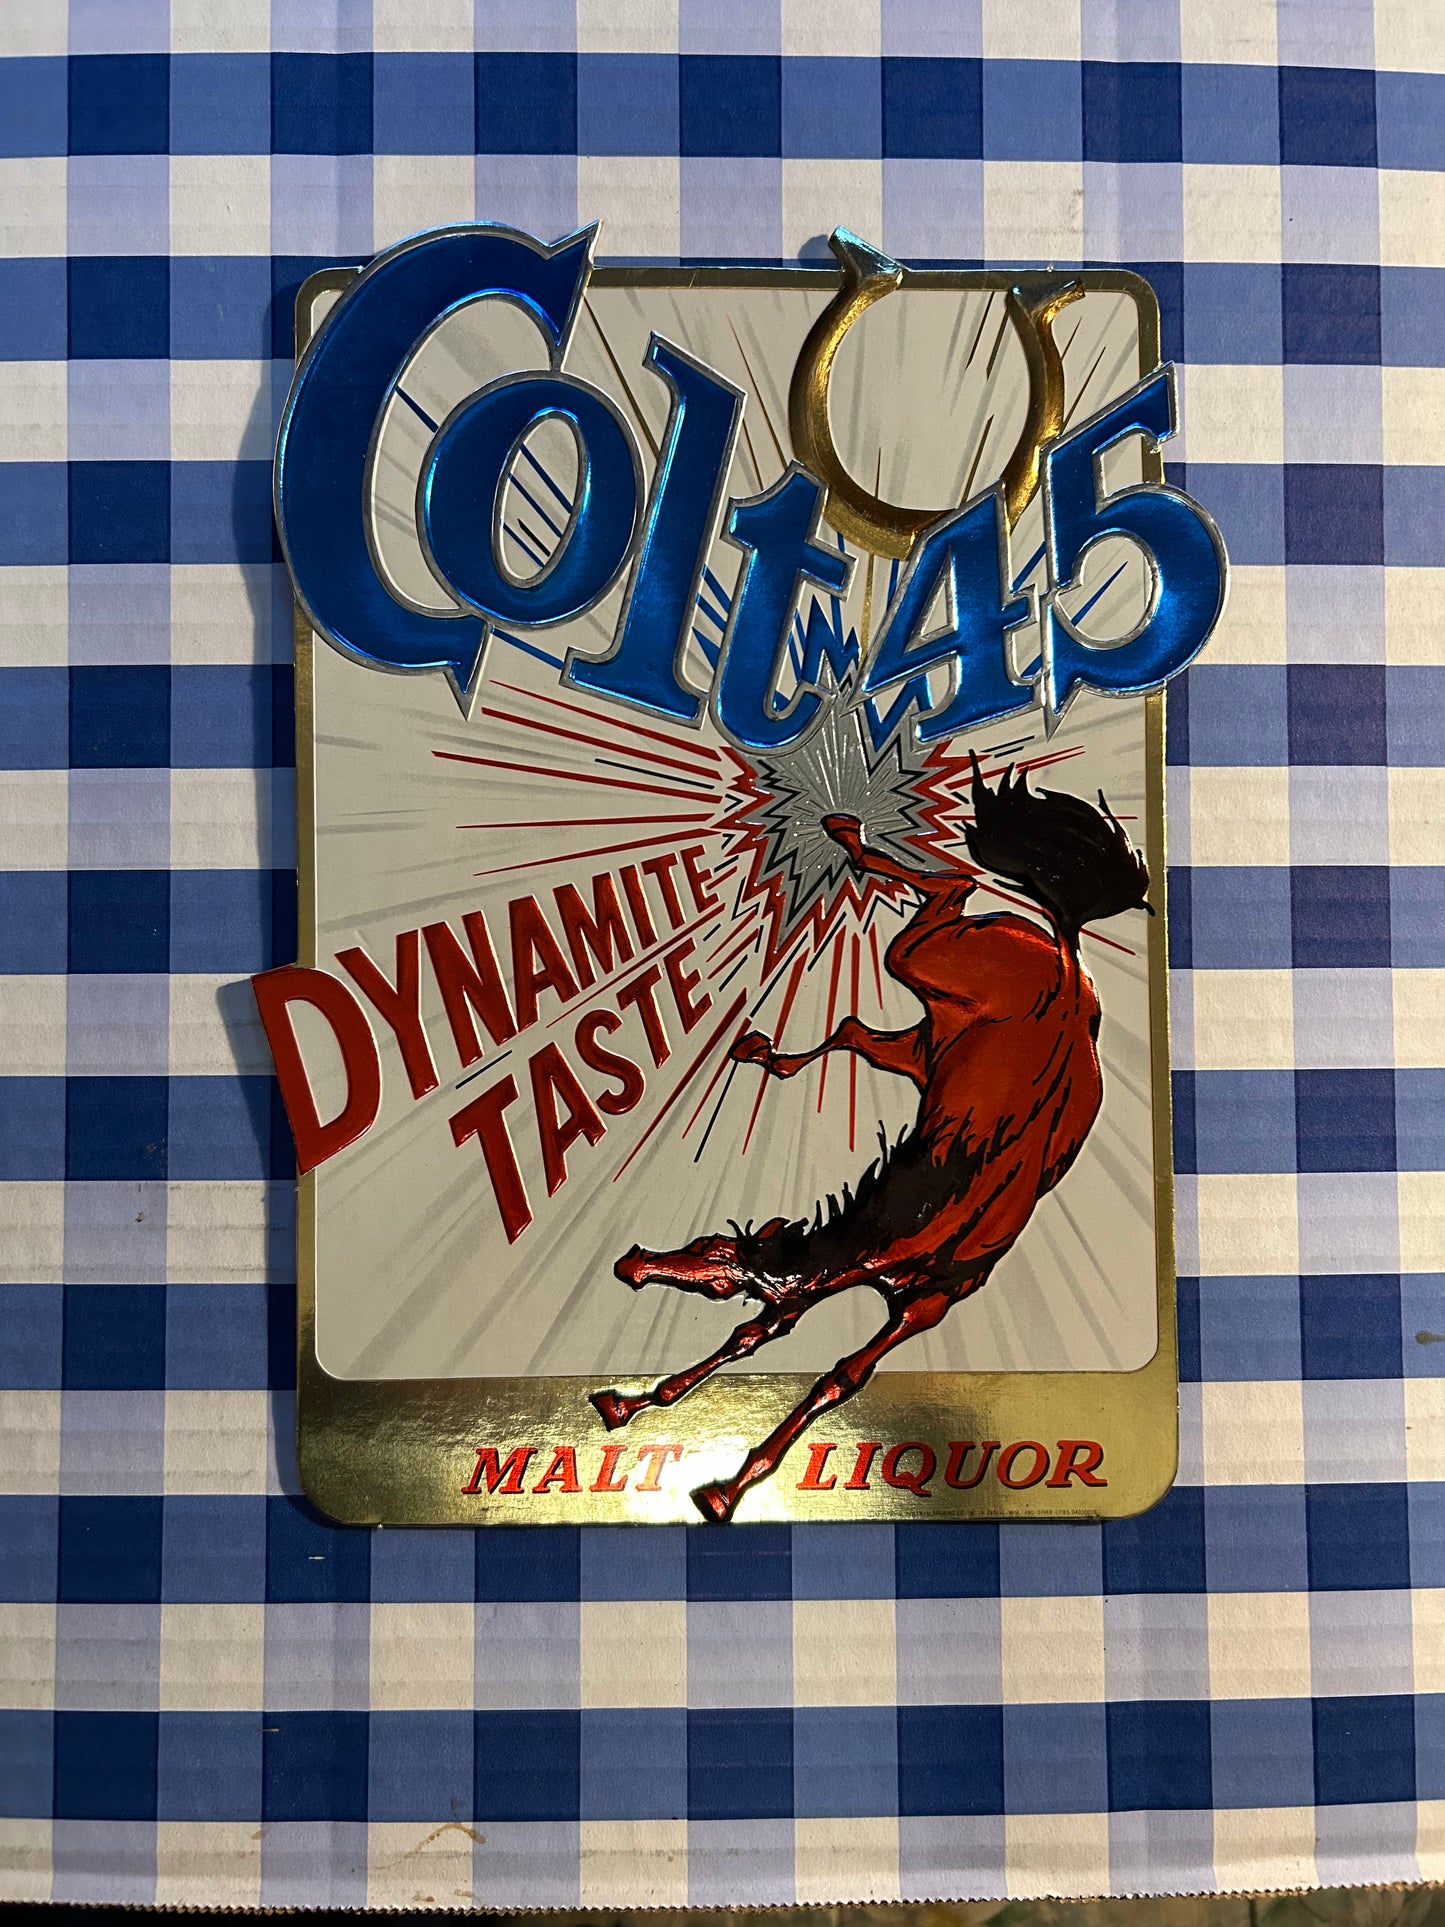 Colt 45
DYNAMITE
TASTE
MALT LIQUOR